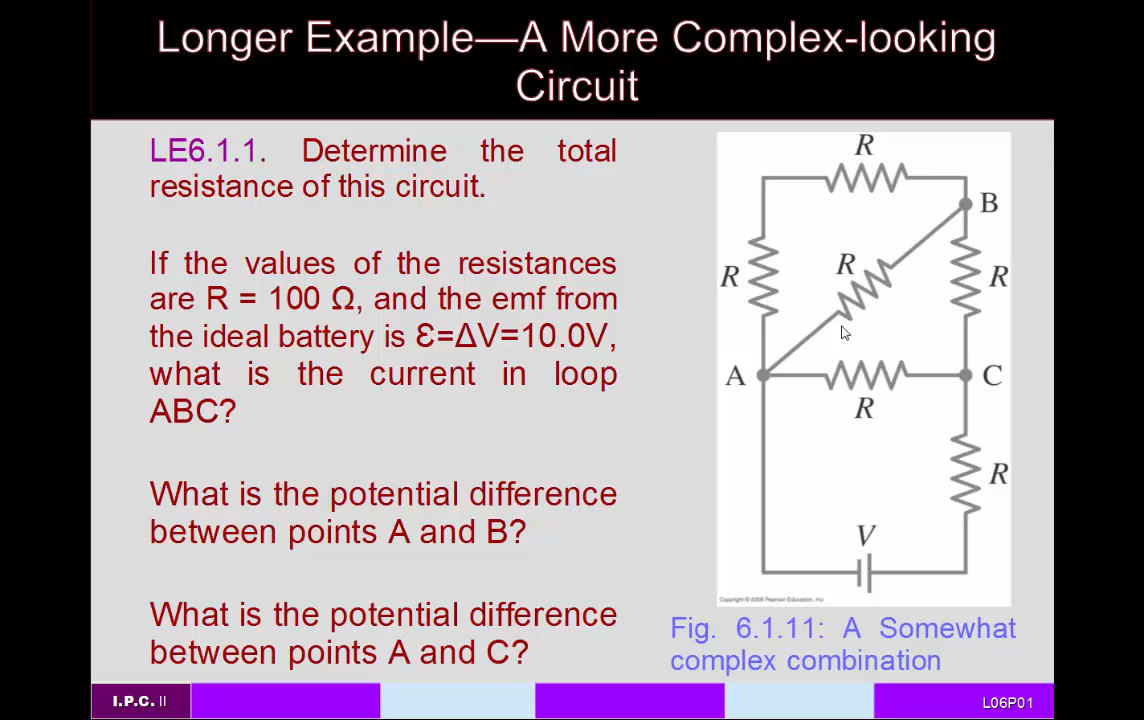 Longer Example—A More Complex-looking
Circuit
LE6.1.1. Determine the total
resistance of this circuit.
If the values of the resistances
are R = 100 Ω, and the emf from
the ideal battery is Ɛ=ΔV=10.0V,
what is the current in loop
ABC?
What is the potential difference
between points A and B?
What is the potential difference
between points A and C?
R
B
R
R
R
A
C
R
R
V
Copyright © 2008 Pearson Education, Inc.
Fig. 6.1.11: A Somewhat
complex combination
I.P.C. II
L06P01